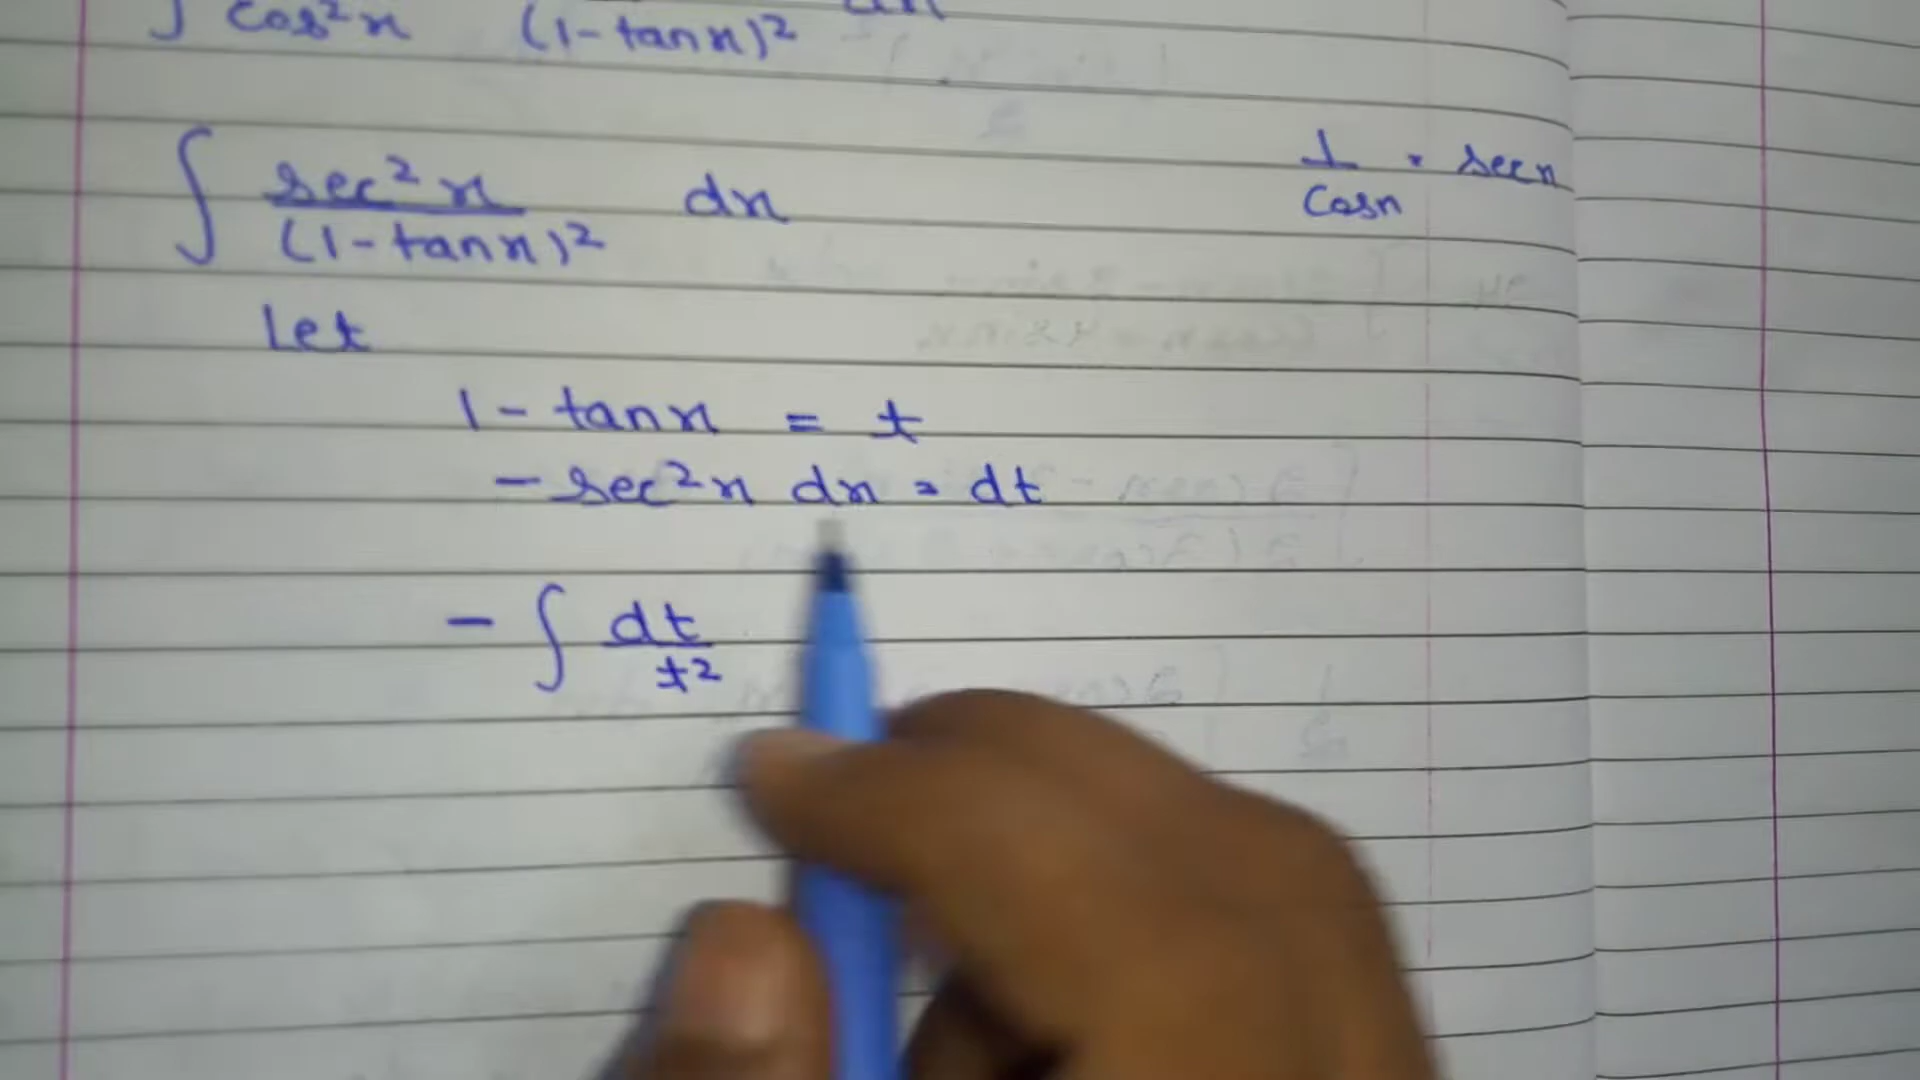 ∫ cos²x (1-tanx)² dx
∫ sec²x / (1-tanx)² dx
1 / cosx = secx
Let
1 - tanx = t
- sec²x dx = dt
- ∫ dt / t²